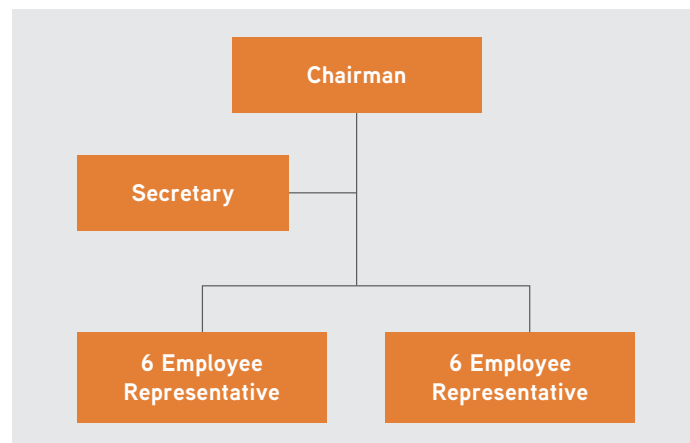 Chairman
Secretary
6 Employee
Representative
6 Employee
Representative